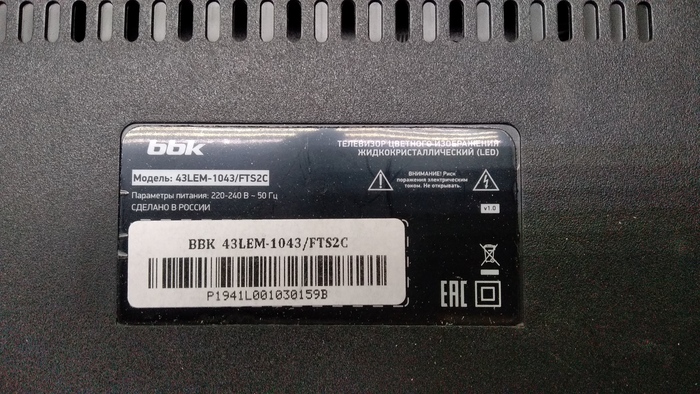 bbk
ТЕЛЕВИЗОР ЦВЕТНОГО ИЗОБРАЖЕНИЯ
ЖИДКОКРИСТАЛЛИЧЕСКИЙ (LED)
Модель: 43LEM-1043/FTS2C
Параметры питания: 220-240 В ~ 50 Гц
СДЕЛАНО В РОССИИ
ВНИМАНИЕ! Риск
поражения электрическим
током. Не открывать.
v1.0
BBK 43LEM-1043/FTS2C
P1941L001030159B
EAC